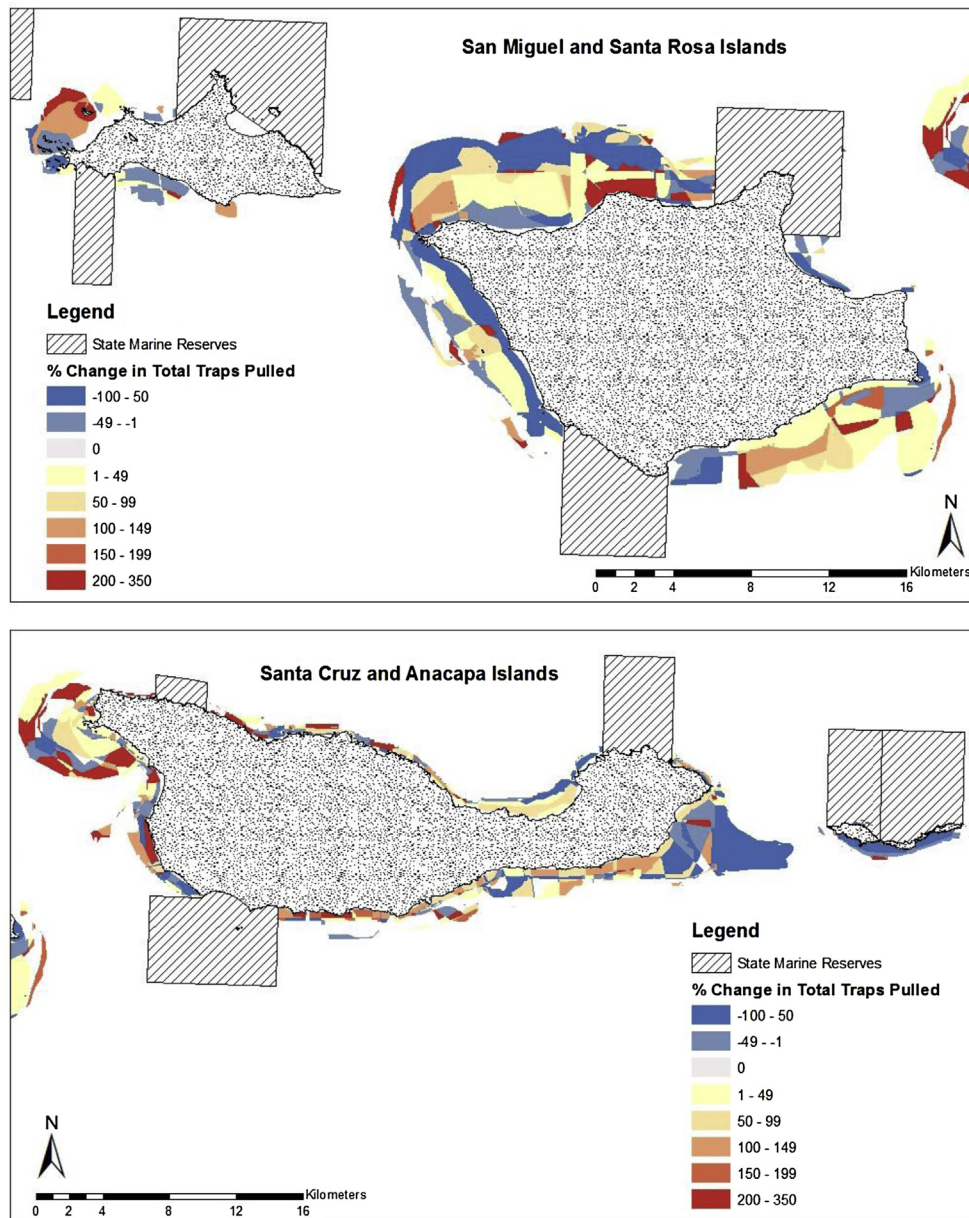 San Miguel and Santa Rosa Islands
Legend
State Marine Reserves
% Change in Total Traps Pulled
-100 - 50
-49 - -1
0
1 - 49
50 - 99
100 - 149
150 - 199
200 - 350
N
Kilometers
0 2 4 8 12 16
Santa Cruz and Anacapa Islands
Legend
State Marine Reserves
% Change in Total Traps Pulled
-100 - 50
-49 - -1
0
1 - 49
50 - 99
100 - 149
150 - 199
200 - 350
N
Kilometers
0 2 4 8 12 16